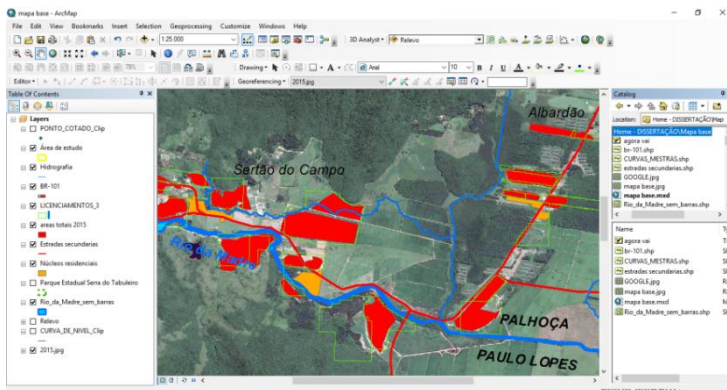 mapa base - ArcMap
File Edit View Bookmarks Insert Selection Geoprocessing Customize Windows Help
1:25.000
3D Analyst
Relevo
Drawing
Arial
10
B I U
Editor
Georeferencing
2015.jpg
Table Of Contents
Layers
PONTO_COTADO_Clip
Área de estudo
Hidrografia
BR-101
LICENCIAMENTOS_3
areas totais 2015
Estradas secundarias
Núcleos residenciais
Parque Estadual Serra do Tabuleiro
Rio_da_Madre_sem_barras
Relevo
CURVA_DE_NIVEL_Clip
2015.jpg
Albardão
Sertão do Campo
Rio da Madre
PALHOÇA
PAULO LOPES
Catalog
Location: Home - DISSERTAÇÃO\Map
Home - DISSERTAÇÃO\Mapa base
agora vai
br-101.shp
CURVAS_MESTRAS.shp
estradas secundarias.shp
GOOGLE.jpg
mapa base.jpg
mapa base.mxd
Rio_da_Madre_sem_barras.shp
Name
agora vai
br-101.shp
CURVAS_MESTRAS.shp
estradas secundarias.shp
GOOGLE.jpg
mapa base.jpg
mapa base.mxd
Rio_da_Madre_sem_barras.shp